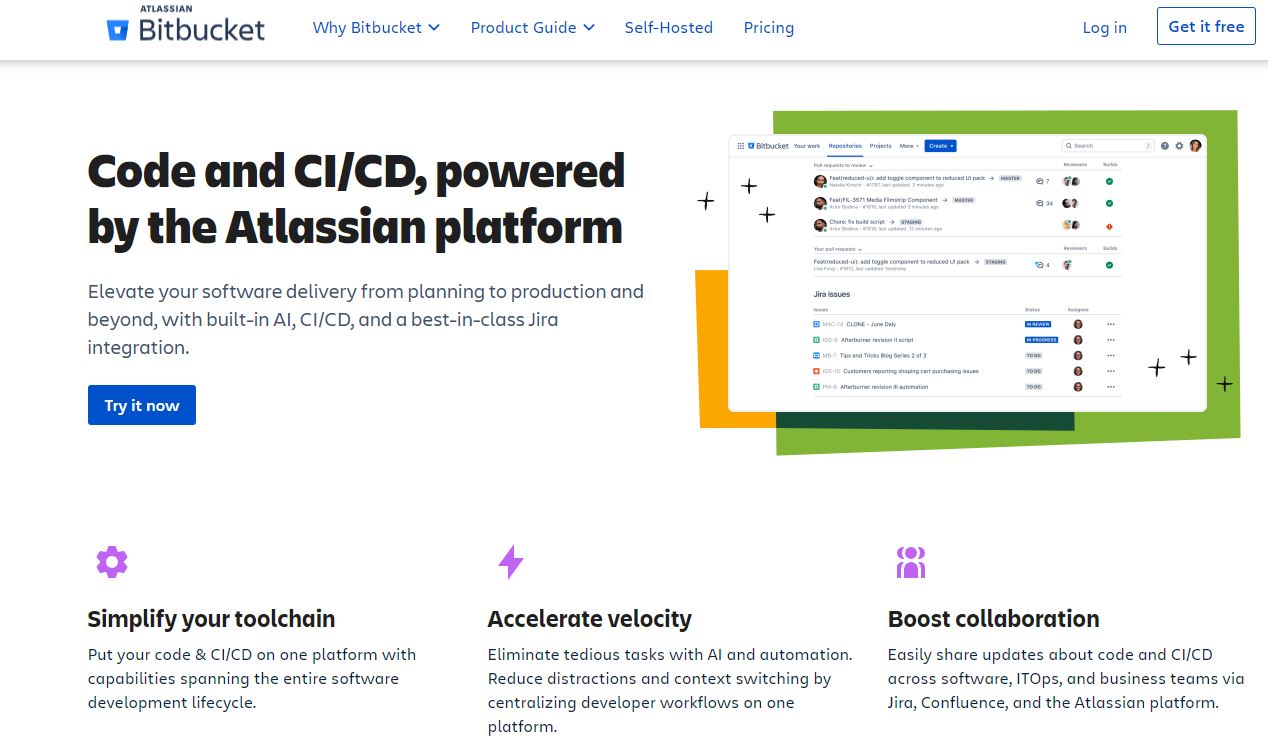 ATLASSIAN
Bitbucket
Why Bitbucket
Product Guide
Self-Hosted
Pricing
Log in
Get it free
Code and CI/CD, powered
by the Atlassian platform
Elevate your software delivery from planning to production and
beyond, with built-in AI, CI/CD, and a best-in-class Jira
integration.
Try it now
Bitbucket Your work Repositories Projects More Create Search /
Pull requests to review Reviewers Builds
Feat(reduced-ui): add toggle component to reduced UI pack → MASTER 7
Natalie Kirschi - #1787, last updated 3 minutes ago
Feat/FIL-3571 Media Filmstrip Component → MASTER 34
Artur Bodera - #1810, last updated 5 minutes ago
Chore: fix build script → STAGING
Artur Bodera - #1819, last updated 12 minutes ago
Your pull requests Reviewers Builds
Feat(reduced-ui): add toggle component to reduced UI pack → STAGING 4
#1812, last updated Yesterday
Jira issues
Issues Status Assignee
MAC-14 CLONE - June Daly IN REVIEW
IOS-8 Afterburner revision II script IN PROGRESS
MB-7 Tips and Tricks Blog Series 2 of 3 TO DO
IOS-15 Customers reporting shoping cart purchasing issues TO DO
PM-6 Afterburner revision III automation TO DO
Simplify your toolchain
Put your code & CI/CD on one platform with
capabilities spanning the entire software
development lifecycle.
Accelerate velocity
Eliminate tedious tasks with AI and automation.
Reduce distractions and context switching by
centralizing developer workflows on one
platform.
Boost collaboration
Easily share updates about code and CI/CD
across software, ITOps, and business teams via
Jira, Confluence, and the Atlassian platform.